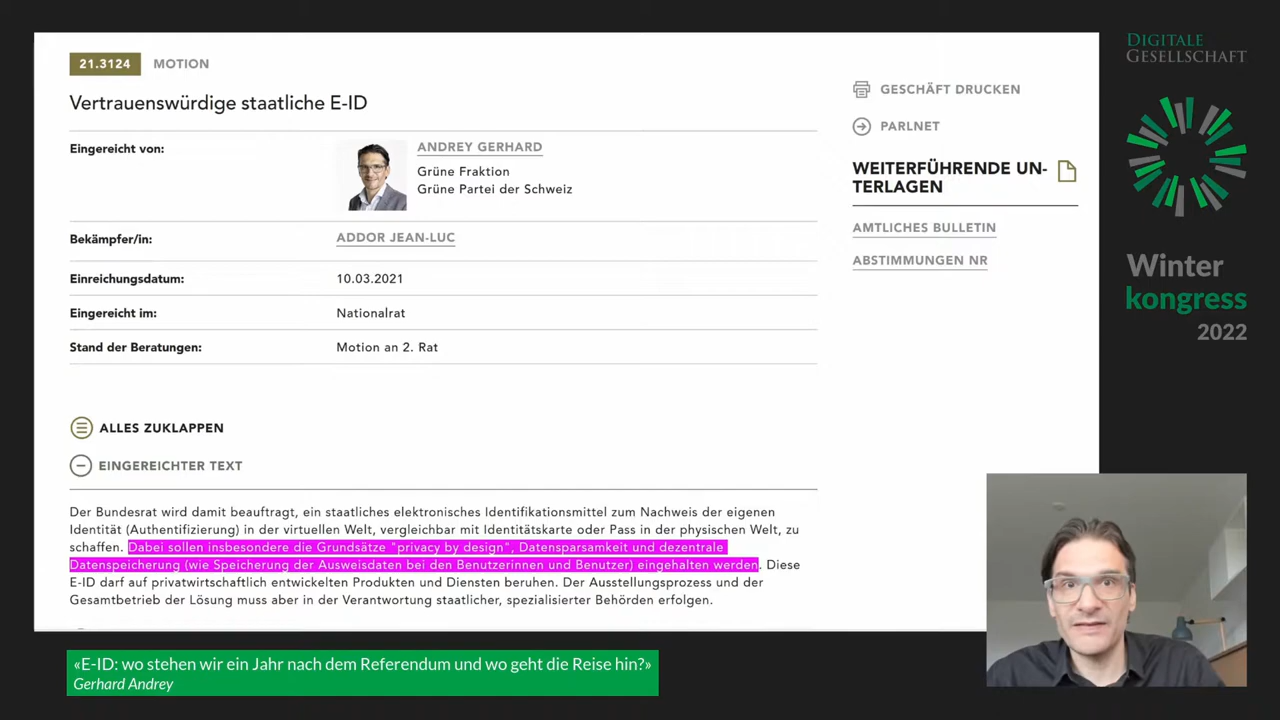 21.3124 MOTION
Vertrauenswürdige staatliche E-ID
Eingereicht von:
ANDREY GERHARD
Grüne Fraktion
Grüne Partei der Schweiz
Bekämpfer/in:
ADDOR JEAN-LUC
Einreichungsdatum:
10.03.2021
Eingereicht im:
Nationalrat
Stand der Beratungen:
Motion an 2. Rat
ALLES ZUKLAPPEN
EINGEREICHTER TEXT
Der Bundesrat wird damit beauftragt, ein staatliches elektronisches Identifikationsmittel zum Nachweis der eigenen
Identität (Authentifizierung) in der virtuellen Welt, vergleichbar mit Identitätskarte oder Pass in der physischen Welt, zu
schaffen. Dabei sollen insbesondere die Grundsätze "privacy by design", Datensparsamkeit und dezentrale
Datenspeicherung (wie Speicherung der Ausweisdaten bei den Benutzerinnen und Benutzer) eingehalten werden. Diese
E-ID darf auf privatwirtschaftlich entwickelten Produkten und Diensten beruhen. Der Ausstellungsprozess und der
Gesamtbetrieb der Lösung muss aber in der Verantwortung staatlicher, spezialisierter Behörden erfolgen.
GESCHÄFT DRUCKEN
PARLNET
WEITERFÜHRENDE UN-
TERLAGEN
AMTLICHES BULLETIN
ABSTIMMUNGEN NR
DIGITALE
GESELLSCHAFT
Winter
kongress
2022
«E-ID: wo stehen wir ein Jahr nach dem Referendum und wo geht die Reise hin?»
Gerhard Andrey